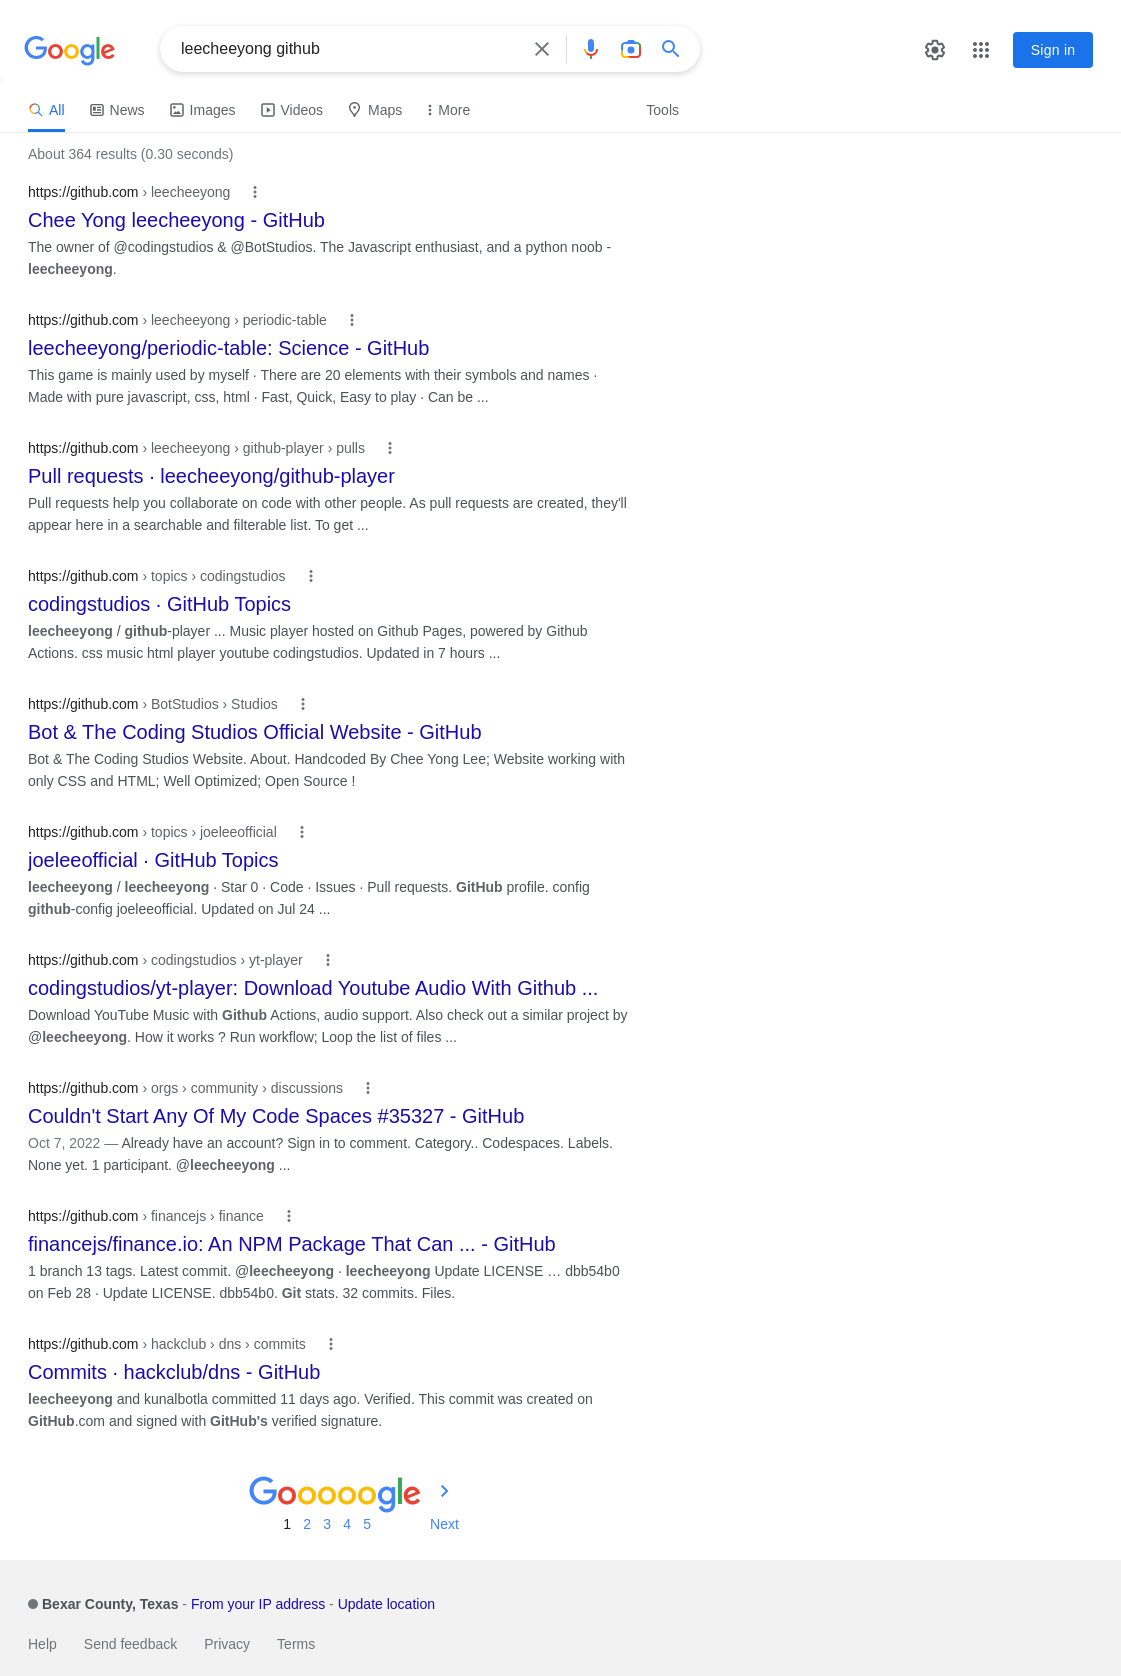 Google
leecheeyong github
Sign in
All News Images Videos Maps More Tools
About 364 results (0.30 seconds)
https://github.com › leecheeyong
Chee Yong leecheeyong - GitHub
The owner of @codingstudios & @BotStudios. The Javascript enthusiast, and a python noob -
leecheeyong.
https://github.com › leecheeyong › periodic-table
leecheeyong/periodic-table: Science - GitHub
This game is mainly used by myself · There are 20 elements with their symbols and names ·
Made with pure javascript, css, html · Fast, Quick, Easy to play · Can be ...
https://github.com › leecheeyong › github-player › pulls
Pull requests · leecheeyong/github-player
Pull requests help you collaborate on code with other people. As pull requests are created, they'll
appear here in a searchable and filterable list. To get ...
https://github.com › topics › codingstudios
codingstudios · GitHub Topics
leecheeyong / github-player ... Music player hosted on Github Pages, powered by Github
Actions. css music html player youtube codingstudios. Updated in 7 hours ...
https://github.com › BotStudios › Studios
Bot & The Coding Studios Official Website - GitHub
Bot & The Coding Studios Website. About. Handcoded By Chee Yong Lee; Website working with
only CSS and HTML; Well Optimized; Open Source !
https://github.com › topics › joeleeofficial
joeleeofficial · GitHub Topics
leecheeyong / leecheeyong · Star 0 · Code · Issues · Pull requests. GitHub profile. config
github-config joeleeofficial. Updated on Jul 24 ...
https://github.com › codingstudios › yt-player
codingstudios/yt-player: Download Youtube Audio With Github ...
Download YouTube Music with Github Actions, audio support. Also check out a similar project by
@leecheeyong. How it works ? Run workflow; Loop the list of files ...
https://github.com › orgs › community › discussions
Couldn't Start Any Of My Code Spaces #35327 - GitHub
Oct 7, 2022 — Already have an account? Sign in to comment. Category.. Codespaces. Labels.
None yet. 1 participant. @leecheeyong ...
https://github.com › financejs › finance
financejs/finance.io: An NPM Package That Can ... - GitHub
1 branch 13 tags. Latest commit. @leecheeyong · leecheeyong Update LICENSE … dbb54b0
on Feb 28 · Update LICENSE. dbb54b0. Git stats. 32 commits. Files.
https://github.com › hackclub › dns › commits
Commits · hackclub/dns - GitHub
leecheeyong and kunalbotla committed 11 days ago. Verified. This commit was created on
GitHub.com and signed with GitHub's verified signature.
Gooooogle
1 2 3 4 5 Next
Bexar County, Texas - From your IP address - Update location
Help Send feedback Privacy Terms